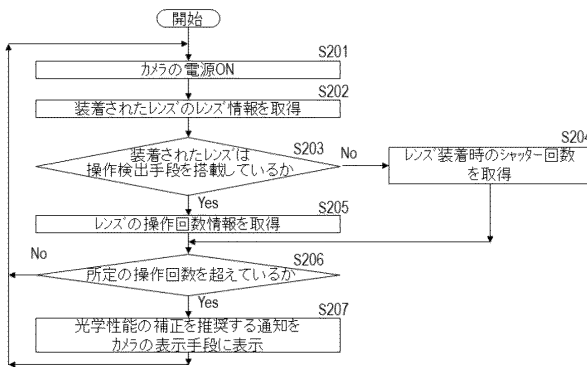 開始
S201
カメラの電源ON
S202
装着されたレンズのレンズ情報を取得
S203
装着されたレンズは
操作検出手段を搭載しているか
No
S204
レンズ装着時のシャッター回数
を取得
Yes
S205
レンズの操作回数情報を取得
No
S206
所定の操作回数を超えているか
Yes
S207
光学性能の補正を推奨する通知を
カメラの表示手段に表示